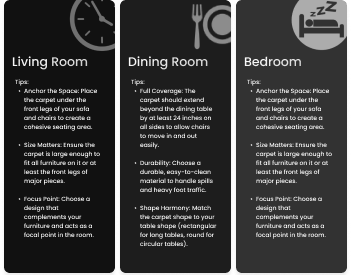 Living Room
Tips:
• Anchor the Space: Place
the carpet under the
front legs of your sofa
and chairs to create a
cohesive seating area.
• Size Matters: Ensure the
carpet is large enough to
fit all furniture on it or at
least the front legs of
major pieces.
• Focus Point: Choose a
design that
complements your
furniture and acts as a
focal point in the room.
Dining Room
Tips:
• Full Coverage: The
carpet should extend
beyond the dining table
by at least 24 inches on
all sides to allow chairs
to move in and out
easily.
• Durability: Choose a
durable, easy-to-clean
material to handle spills
and heavy foot traffic.
• Shape Harmony: Match
the carpet shape to your
table shape (rectangular
for long tables, round for
circular tables).
zzz
Bedroom
Tips:
• Anchor the Space: Place
the carpet under the
front legs of your sofa
and chairs to create a
cohesive seating area.
• Size Matters: Ensure the
carpet is large enough to
fit all furniture on it or at
least the front legs of
major pieces.
• Focus Point: Choose a
design that
complements your
furniture and acts as a
focal point in the room.